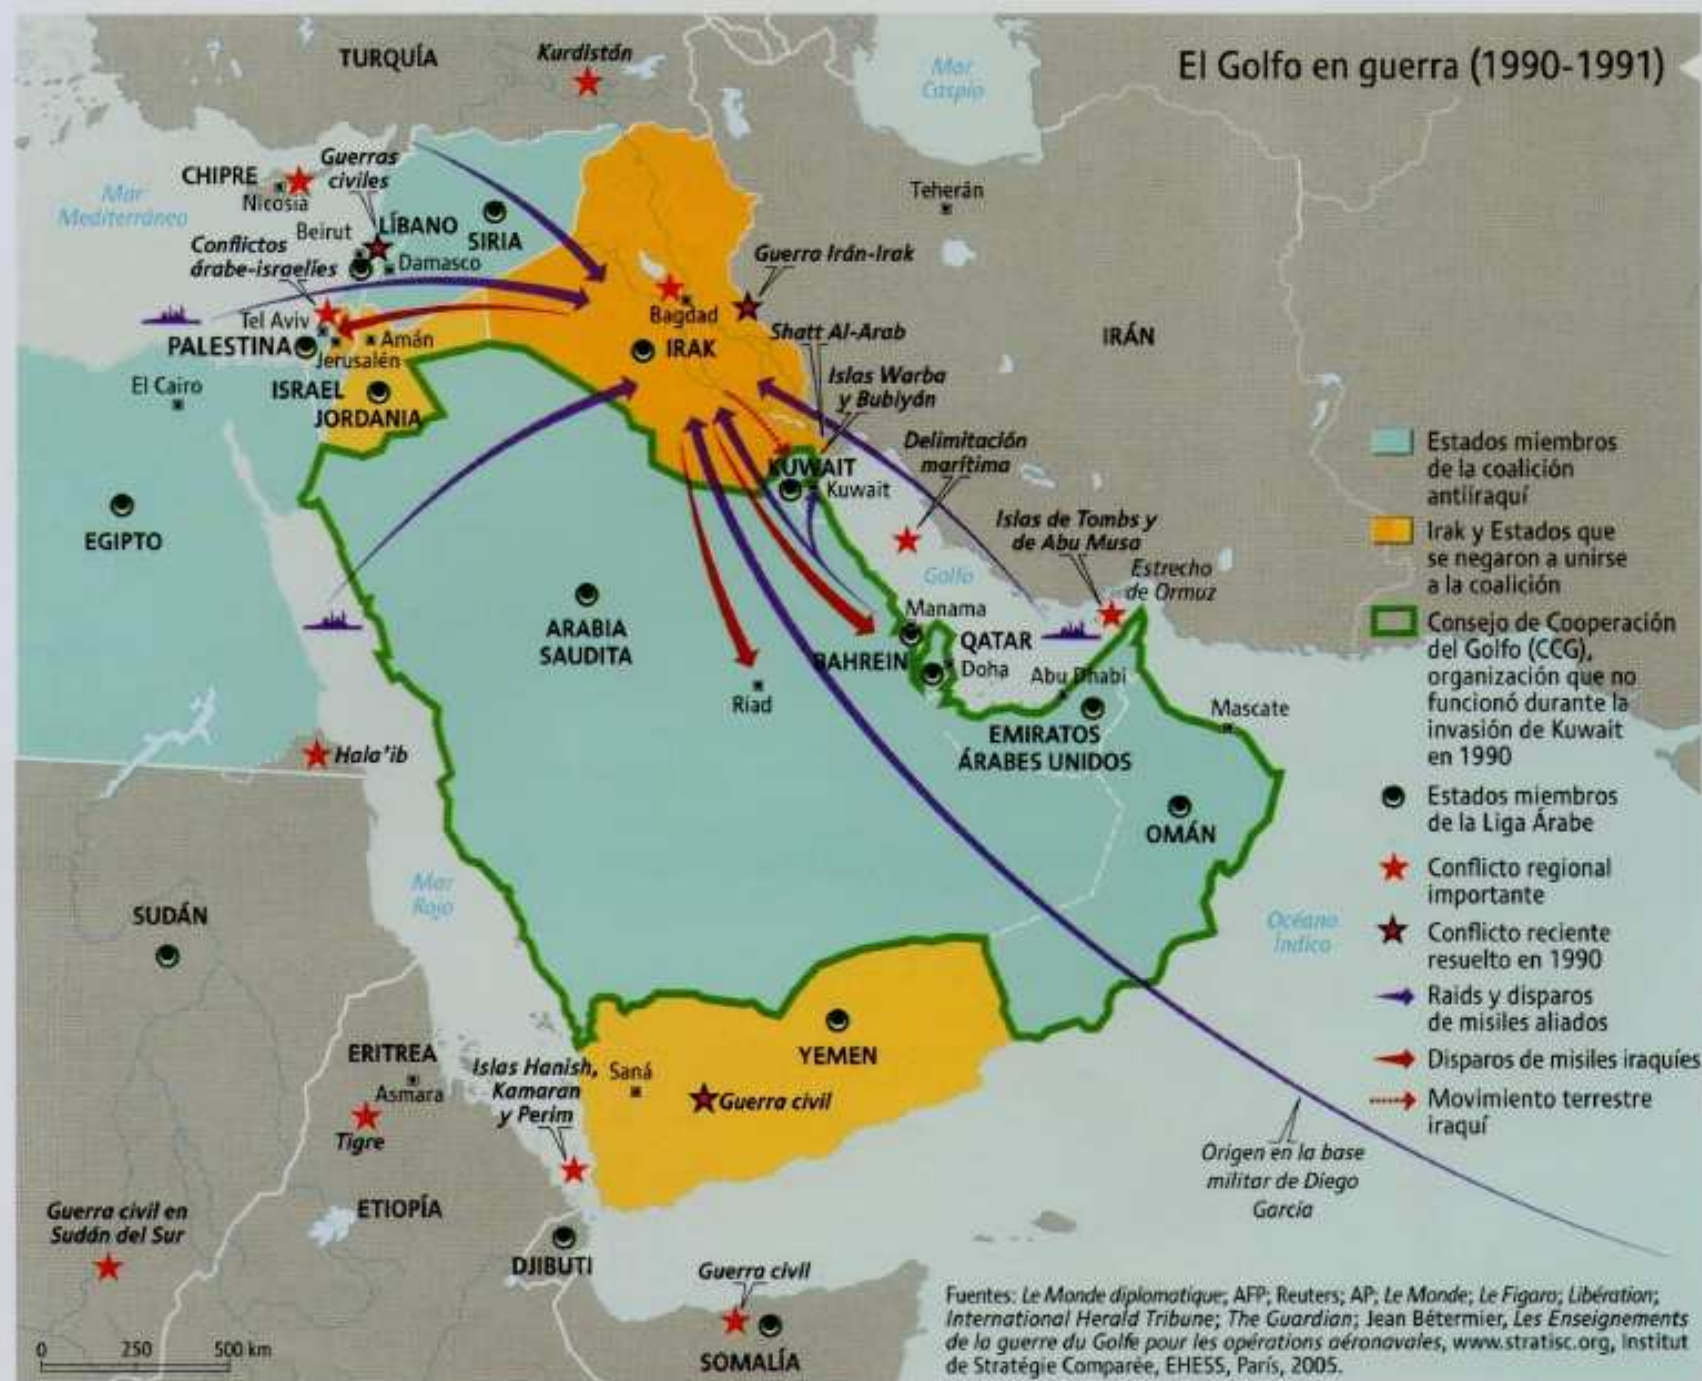 El Golfo en guerra (1990-1991)
TURQUÍA
Kurdistán
Mar
Caspio
CHIPRE
Nicosia
Guerras
civiles
Mar
Mediterráneo
Beirut
LÍBANO
SIRIA
Damasco
Conflictos
árabe-israelíes
Teherán
Guerra Irán-Irak
Tel Aviv
Amán
PALESTINA
Jerusalén
Bagdad
IRAK
Shatt Al-Arab
IRÁN
El Cairo
ISRAEL
JORDANIA
Islas Warba
y Bubiyán
Delimitación
marítima
KUWAIT
Kuwait
EGIPTO
Islas de Tombs y
de Abu Musa
Estrecho
de Ormuz
Golfo
Manama
ARABIA
SAUDITA
BAHREIN
QATAR
Doha
Abu Dhabi
Riad
Mascate
EMIRATOS
ÁRABES UNIDOS
Hala'ib
OMÁN
Mar
Rojo
SUDÁN
Océano
Índico
ERITREA
Asmara
Tigre
Islas Hanish,
Kamaran
y Perim
Saná
YEMEN
Guerra civil
ETIOPÍA
Guerra civil en
Sudán del Sur
DJIBUTI
Guerra civil
SOMALÍA
Origen en la base
militar de Diego
García
0 250 500 km
Estados miembros
de la coalición
antiiraquí
Irak y Estados que
se negaron a unirse
a la coalición
Consejo de Cooperación
del Golfo (CCG),
organización que no
funcionó durante la
invasión de Kuwait
en 1990
Estados miembros
de la Liga Árabe
Conflicto regional
importante
Conflicto reciente
resuelto en 1990
Raids y disparos
de misiles aliados
Disparos de misiles iraquíes
Movimiento terrestre
iraquí
Fuentes: Le Monde diplomatique; AFP; Reuters; AP; Le Monde; Le Figaro; Libération;
International Herald Tribune; The Guardian; Jean Bétermier, Les Enseignements
de la guerre du Golfe pour les opérations aéronavales, www.stratisc.org, Institut
de Stratégie Comparée, EHESS, París, 2005.